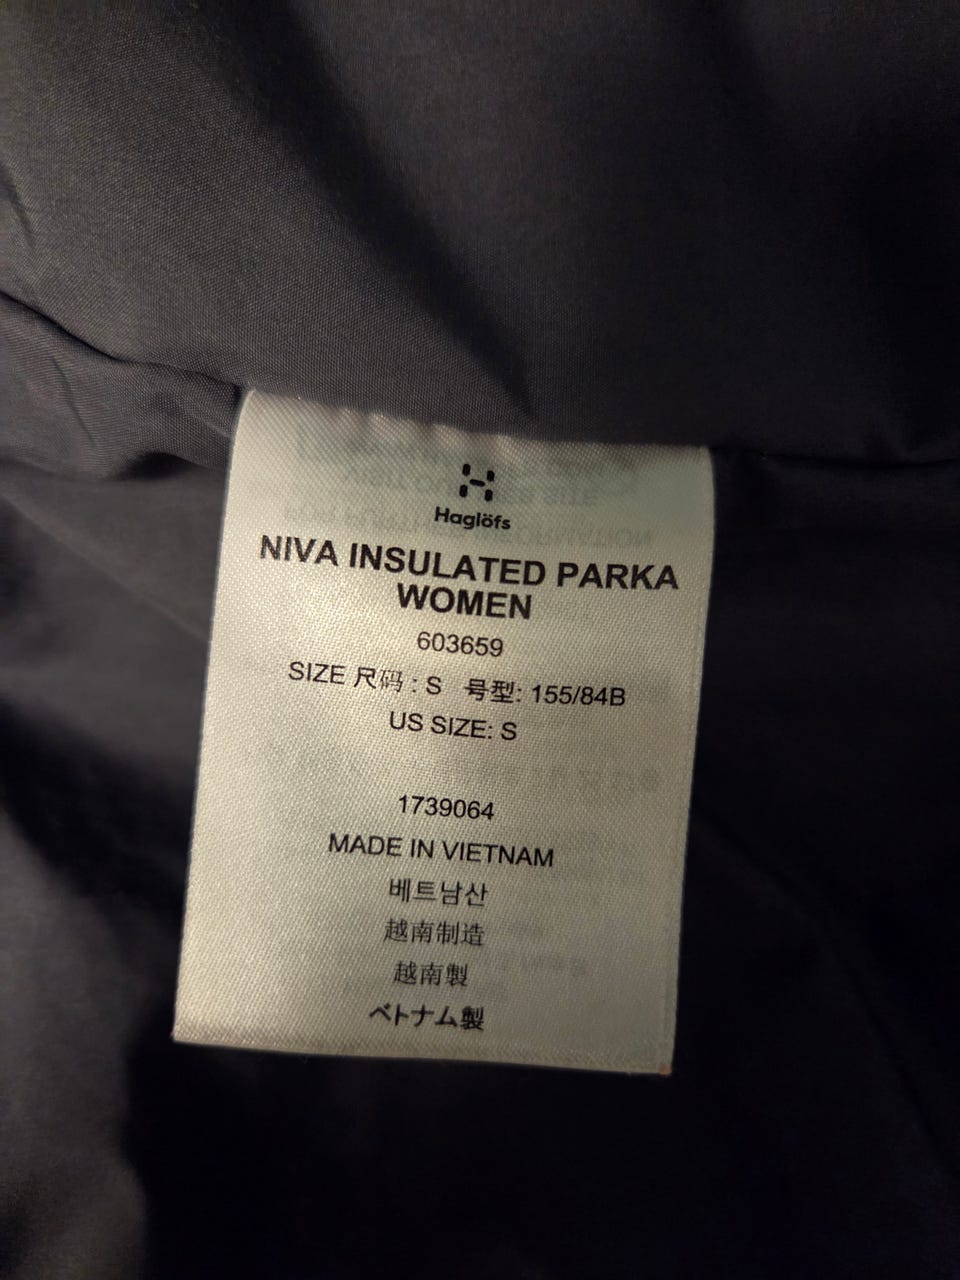 Haglöfs
NIVA INSULATED PARKA
WOMEN
603659
SIZE 尺码 : S 号型: 155/84B
US SIZE: S
1739064
MADE IN VIETNAM
베트남산
越南制造
越南製
ベトナム製